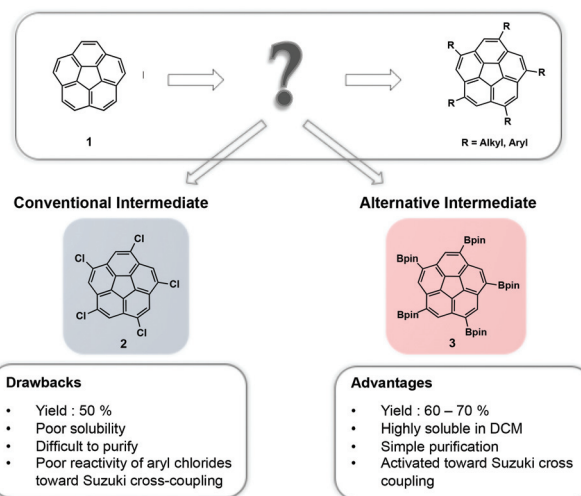 ?
R
R
R
R
R
1
R = Alkyl, Aryl
Conventional Intermediate
Alternative Intermediate
Cl
Cl
Cl
Cl
Cl
2
Bpin
Bpin
Bpin
Bpin
Bpin
3
Drawbacks
• Yield : 50 %
• Poor solubility
• Difficult to purify
• Poor reactivity of aryl chlorides
toward Suzuki cross-coupling
Advantages
• Yield : 60 – 70 %
• Highly soluble in DCM
• Simple purification
• Activated toward Suzuki cross
coupling